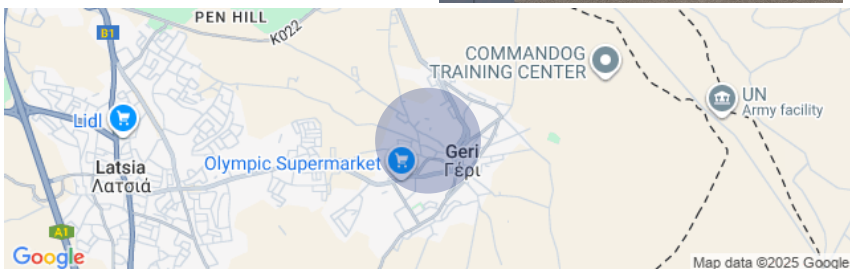 PEN HILL
B1
K022
COMMANDOG
TRAINING CENTER
UN
Army facility
Lidl
Olympic Supermarket
Geri
Γέρι
Latsia
Λατσιά
A1
Google
Map data ©2025 Google